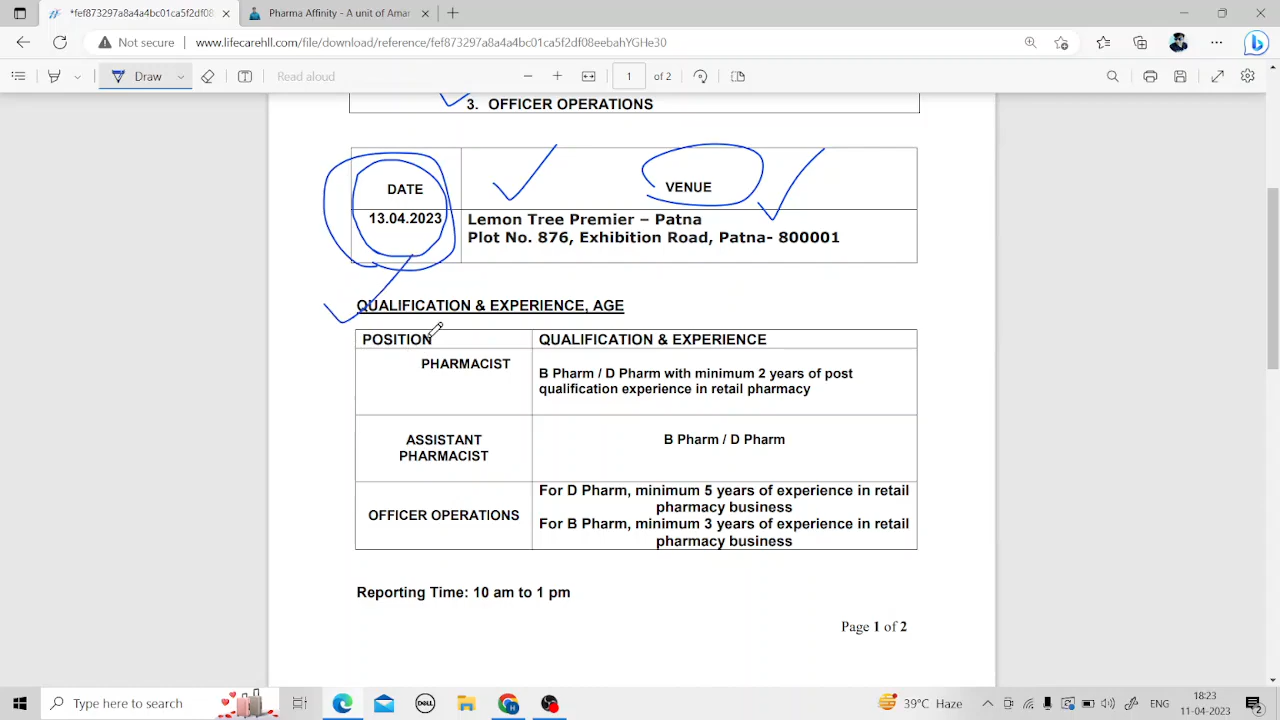 *fef873297a8a4a4bc01ca5f2df08
Pharma Affinity - A unit of Amar
Not secure
www.lifecarehll.com/file/download/reference/fef873297a8a4a4bc01ca5f2df08eebahYGHe30
Draw
Read aloud
1 of 2
3. OFFICER OPERATIONS
DATE
VENUE
13.04.2023
Lemon Tree Premier – Patna
Plot No. 876, Exhibition Road, Patna- 800001
QUALIFICATION & EXPERIENCE, AGE
POSITION
QUALIFICATION & EXPERIENCE
PHARMACIST
B Pharm / D Pharm with minimum 2 years of post
qualification experience in retail pharmacy
ASSISTANT
PHARMACIST
B Pharm / D Pharm
OFFICER OPERATIONS
For D Pharm, minimum 5 years of experience in retail
pharmacy business
For B Pharm, minimum 3 years of experience in retail
pharmacy business
Reporting Time: 10 am to 1 pm
Page 1 of 2
Type here to search
DELL
39°C Haze
ENG
18:23
11-04-2023
2